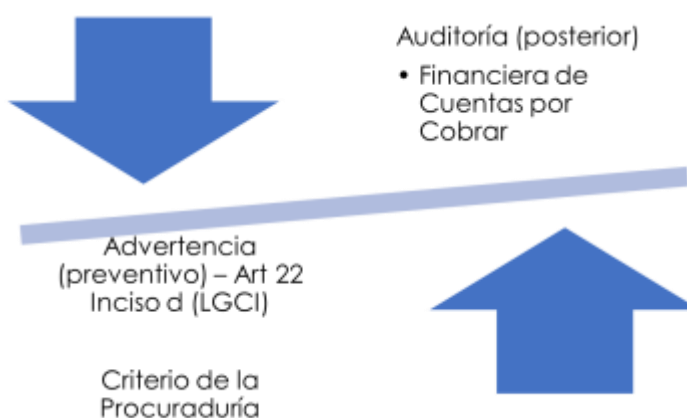 Auditoría (posterior)
• Financiera de
Cuentas por
Cobrar
Advertencia
(preventivo) – Art 22
Inciso d (LGCI)
Criterio de la
Procuraduría